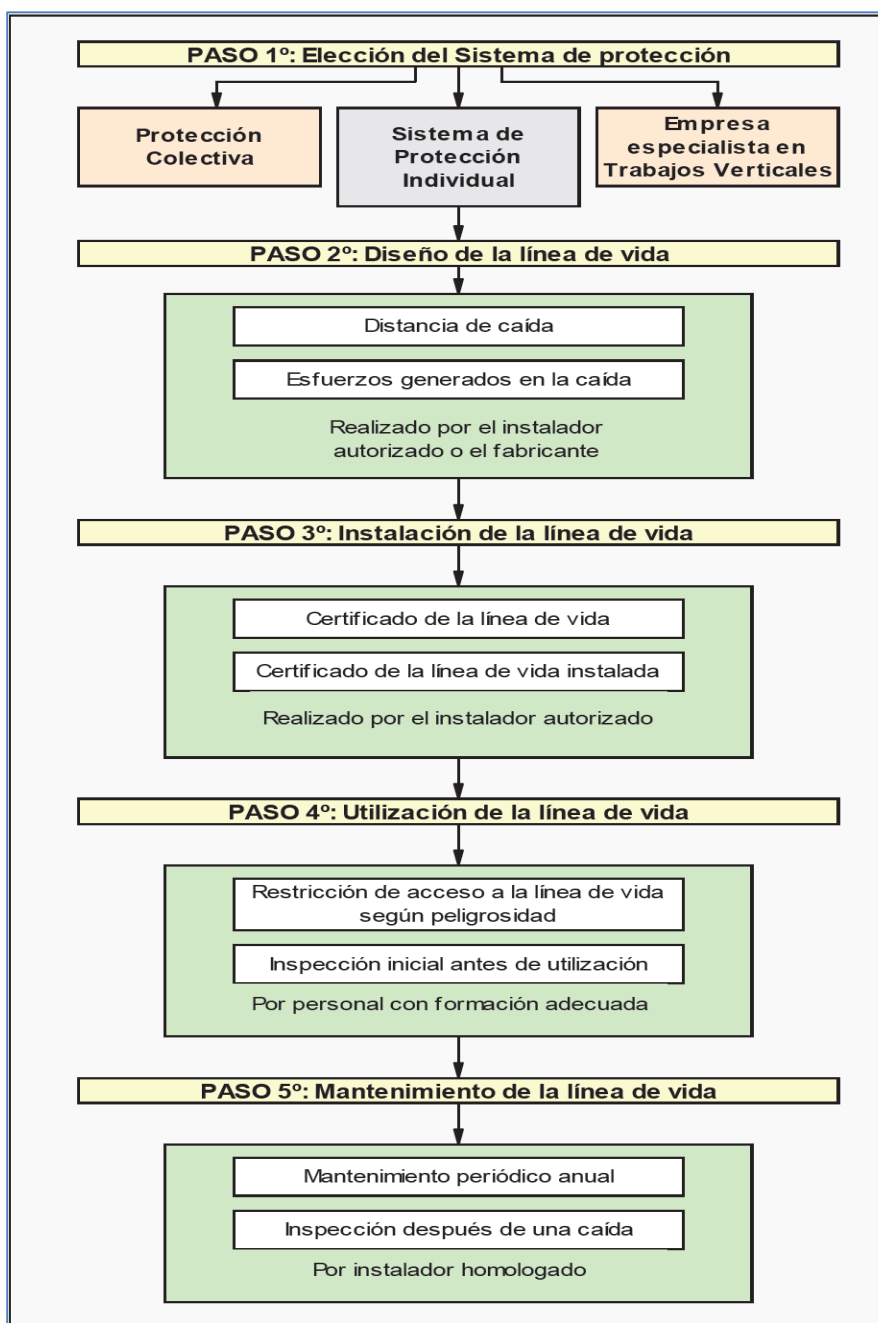 PASO 1º: Elección del Sistema de protección
Protección
Colectiva
Sistema de
Protección
Individual
Empresa
especialista en
Trabajos Verticales
PASO 2º: Diseño de la línea de vida
Distancia de caída
Esfuerzos generados en la caída
Realizado por el instalador
autorizado o el fabricante
PASO 3º: Instalación de la línea de vida
Certificado de la línea de vida
Certificado de la línea de vida instalada
Realizado por el instalador autorizado
PASO 4º: Utilización de la línea de vida
Restricción de acceso a la línea de vida
según peligrosidad
Inspección inicial antes de utilización
Por personal con formación adecuada
PASO 5º: Mantenimiento de la línea de vida
Mantenimiento periódico anual
Inspección después de una caída
Por instalador homologado